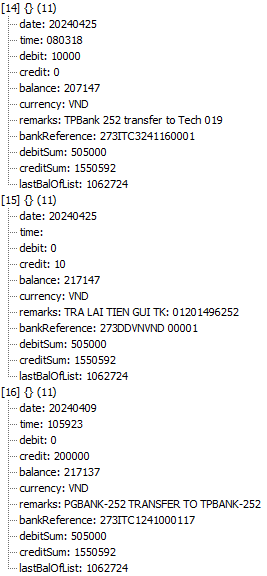 [14] {} (11)
date: 20240425
time: 080318
debit: 10000
credit: 0
balance: 207147
currency: VND
remarks: TPBank 252 transfer to Tech 019
bankReference: 273ITC3241160001
debitSum: 505000
creditSum: 1550592
lastBalOfList: 1062724
[15] {} (11)
date: 20240425
time:
debit: 0
credit: 10
balance: 217147
currency: VND
remarks: TRA LAI TIEN GUI TK: 01201496252
bankReference: 273DDVNVND 00001
debitSum: 505000
creditSum: 1550592
lastBalOfList: 1062724
[16] {} (11)
date: 20240409
time: 105923
debit: 0
credit: 200000
balance: 217137
currency: VND
remarks: PGBANK-252 TRANSFER TO TPBANK-252
bankReference: 273ITC1241000117
debitSum: 505000
creditSum: 1550592
lastBalOfList: 1062724